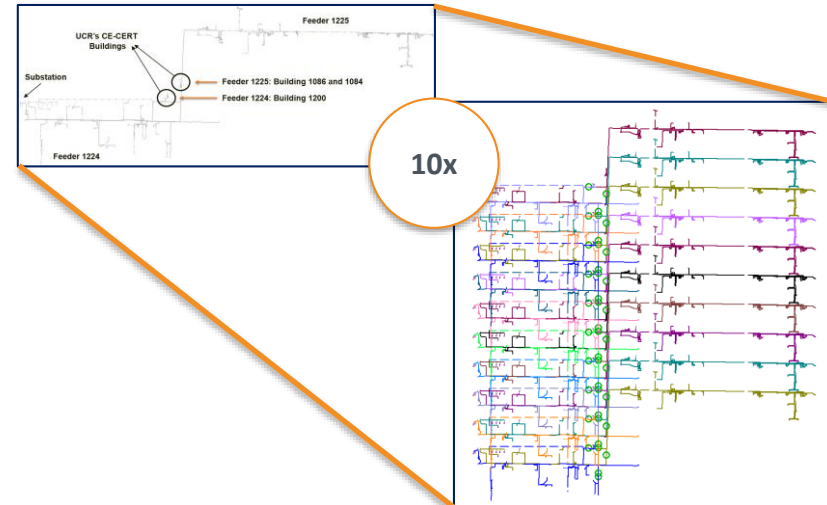 Feeder 1225
UCR's CE-CERT
Buildings
Substation
Feeder 1225: Building 1086 and 1084
Feeder 1224: Building 1200
Feeder 1224
10x